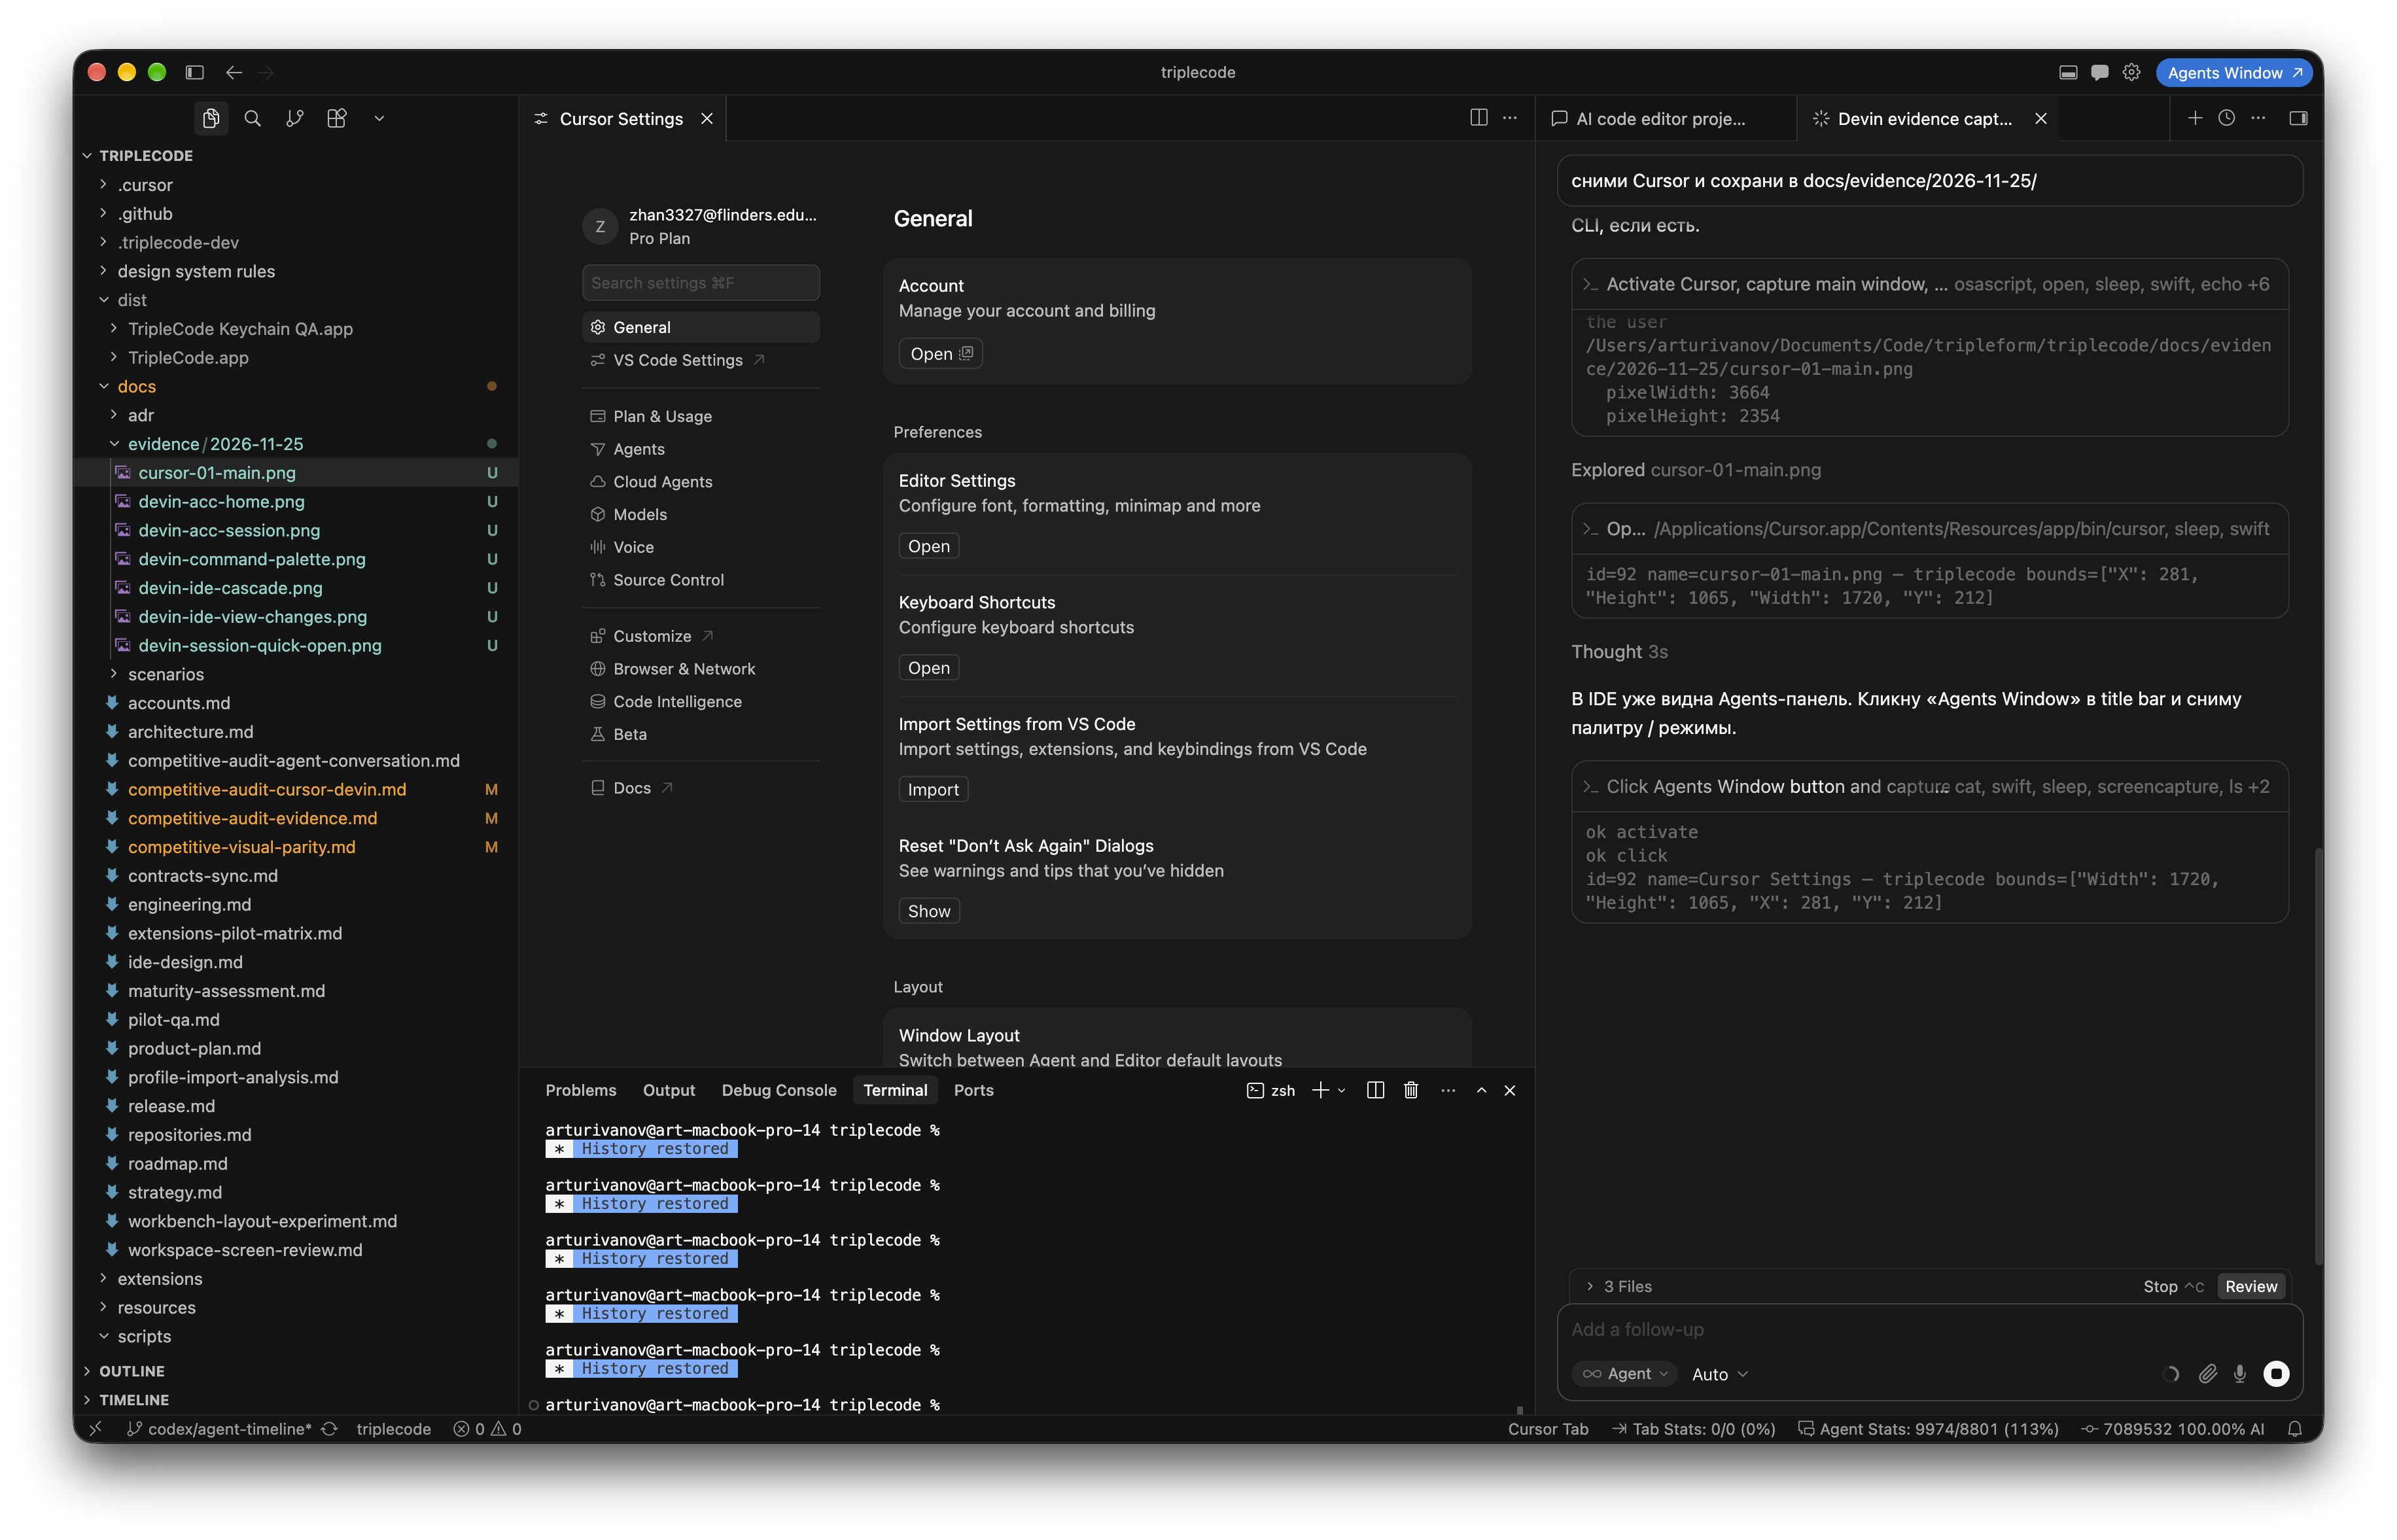 triplecode
Agents Window
TRIPLECODE
.cursor
.github
.triplecode-dev
design system rules
dist
TripleCode Keychain QA.app
TripleCode.app
docs
adr
evidence/2026-11-25
cursor-01-main.png U
devin-acc-home.png U
devin-acc-session.png U
devin-command-palette.png U
devin-ide-cascade.png U
devin-ide-view-changes.png U
devin-session-quick-open.png U
scenarios
accounts.md
architecture.md
competitive-audit-agent-conversation.md
competitive-audit-cursor-devin.md M
competitive-audit-evidence.md M
competitive-visual-parity.md M
contracts-sync.md
engineering.md
extensions-pilot-matrix.md
ide-design.md
maturity-assessment.md
pilot-qa.md
product-plan.md
profile-import-analysis.md
release.md
repositories.md
roadmap.md
strategy.md
workbench-layout-experiment.md
workspace-screen-review.md
extensions
resources
scripts
OUTLINE
TIMELINE
Cursor Settings
Z
zhan3327@flinders.edu...
Pro Plan
Search settings ⌘F
General
VS Code Settings
Plan & Usage
Agents
Cloud Agents
Models
Voice
Source Control
Customize
Browser & Network
Code Intelligence
Beta
Docs
General
Account
Manage your account and billing
Open
Preferences
Editor Settings
Configure font, formatting, minimap and more
Open
Keyboard Shortcuts
Configure keyboard shortcuts
Open
Import Settings from VS Code
Import settings, extensions, and keybindings from VS Code
Import
Reset "Don't Ask Again" Dialogs
See warnings and tips that you've hidden
Show
Layout
Window Layout
Switch between Agent and Editor default layouts
Problems Output Debug Console Terminal Ports zsh
arturivanov@art-macbook-pro-14 triplecode %
* History restored
arturivanov@art-macbook-pro-14 triplecode %
* History restored
arturivanov@art-macbook-pro-14 triplecode %
* History restored
arturivanov@art-macbook-pro-14 triplecode %
* History restored
arturivanov@art-macbook-pro-14 triplecode %
* History restored
arturivanov@art-macbook-pro-14 triplecode %
AI code editor proje... Devin evidence capt...
сними Cursor и сохрани в docs/evidence/2026-11-25/
CLI, если есть.
Activate Cursor, capture main window, ... osascript, open, sleep, swift, echo +6
the user
/Users/arturivanov/Documents/Code/tripleform/triplecode/docs/eviden
ce/2026-11-25/cursor-01-main.png
pixelWidth: 3664
pixelHeight: 2354
Explored cursor-01-main.png
Op... /Applications/Cursor.app/Contents/Resources/app/bin/cursor, sleep, swift
id=92 name=cursor-01-main.png — triplecode bounds=["X": 281,
"Height": 1065, "Width": 1720, "Y": 212]
Thought 3s
В IDE уже видна Agents-панель. Кликну «Agents Window» в title bar и сниму
палитру / режимы.
Click Agents Window button and capture... cat, swift, sleep, screencapture, ls +2
ok activate
ok click
id=92 name=Cursor Settings — triplecode bounds=["Width": 1720,
"Height": 1065, "X": 281, "Y": 212]
3 Files Stop ^C Review
Add a follow-up
Agent Auto
codex/agent-timeline* triplecode 0 0 Cursor Tab Tab Stats: 0/0 (0%) Agent Stats: 9974/8801 (113%) 7089532 100.00% AI